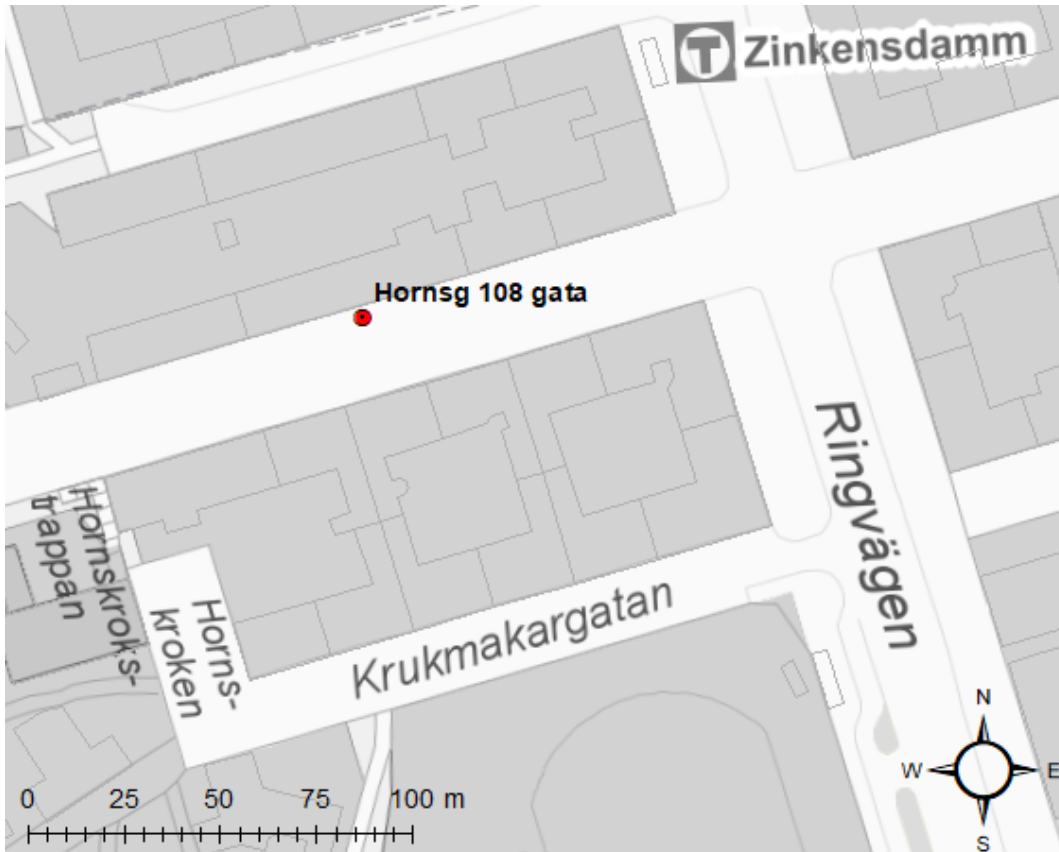 T Zinkensdamm
Hornsg 108 gata
Ringvägen
Hornskroks-
trappan
Horns-
kroken
Krukmakargatan
N
W E
S
0 25 50 75 100 m